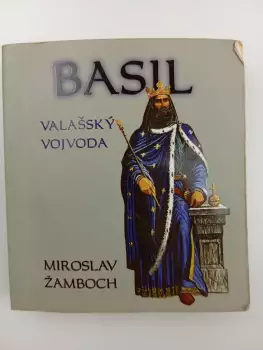 BASIL
VALAŠSKÝ
VOJVODA
MIROSLAV
ŽAMBOCH